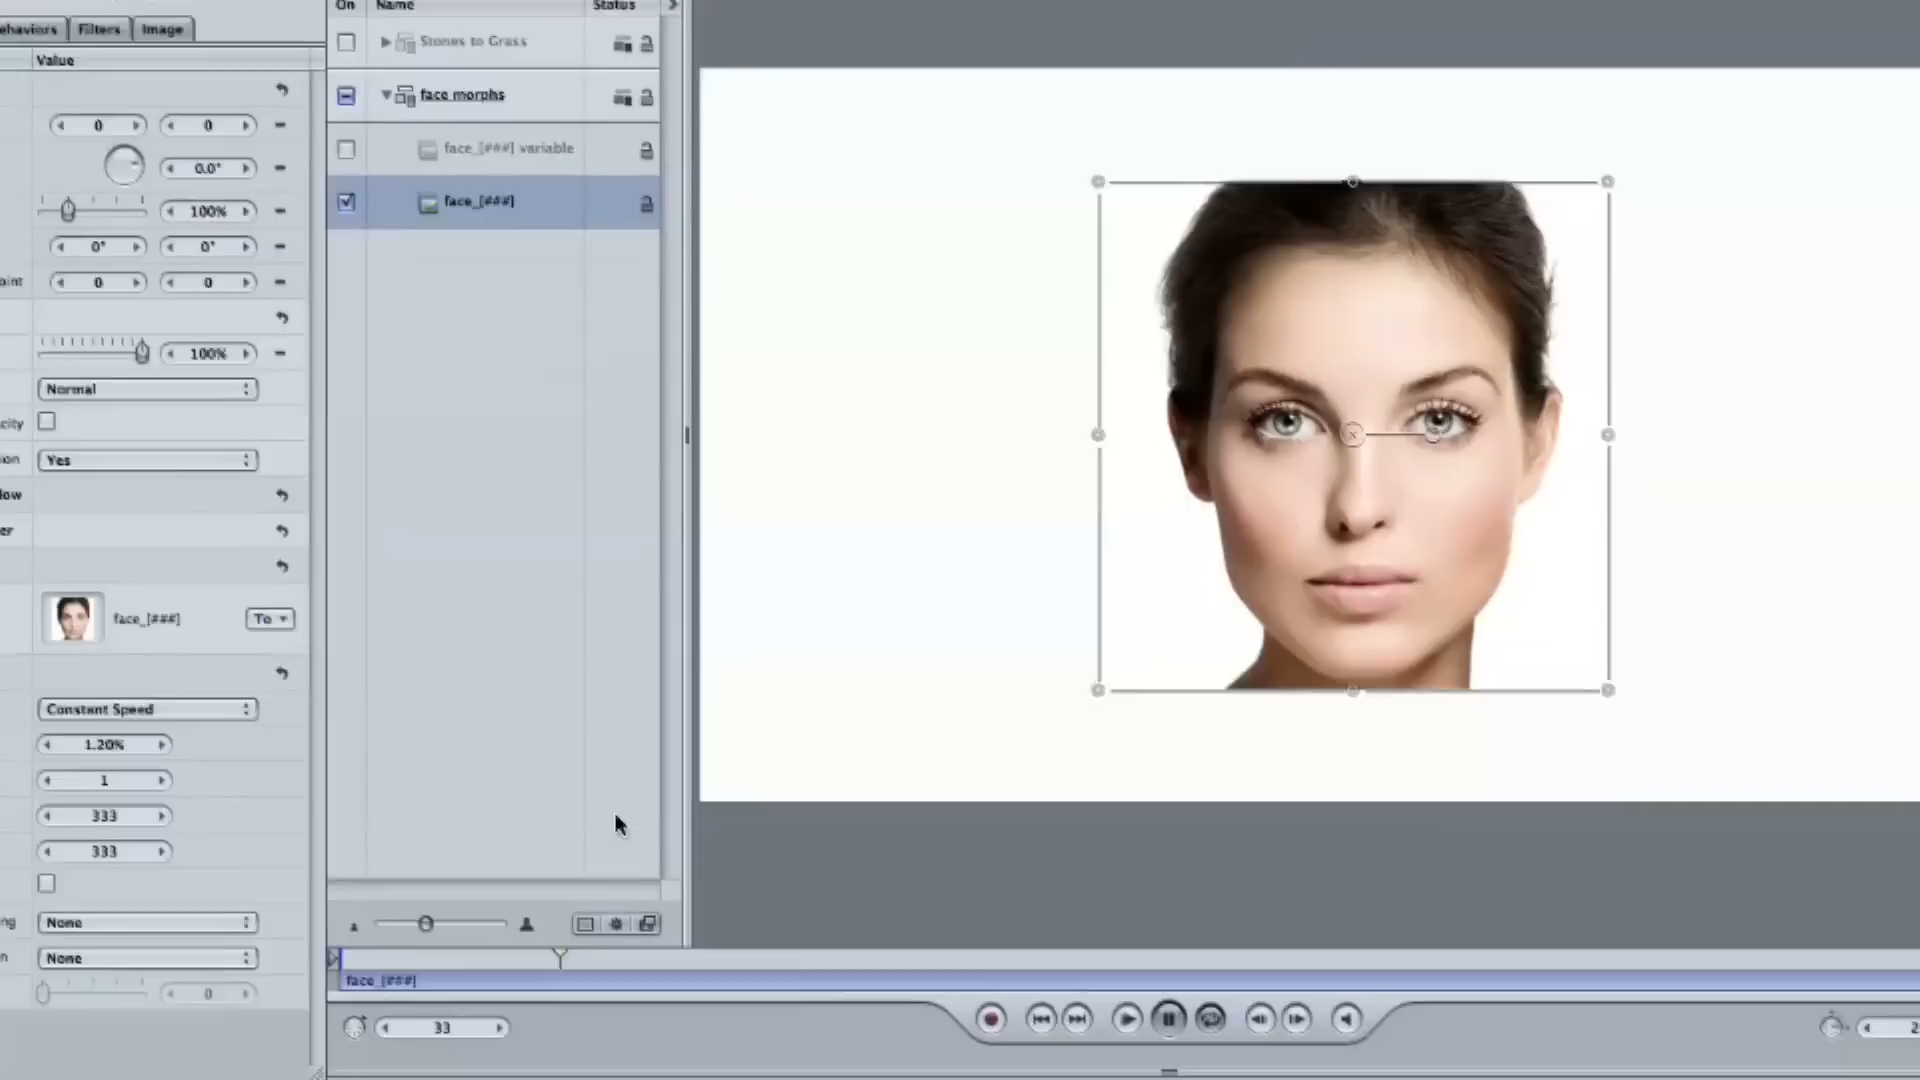 ehaviors Filters Image
Value
0 0
0.0°
100%
0° 0°
oint 0 0
100%
Normal
city
ion Yes
low
er
face_[###] To
Constant Speed
1.20%
1
333
333
ng None
n None
0
On Name Status
Stones to Grass
face morphs
face_[###] variable
face_[###]
face_[###]
33
2